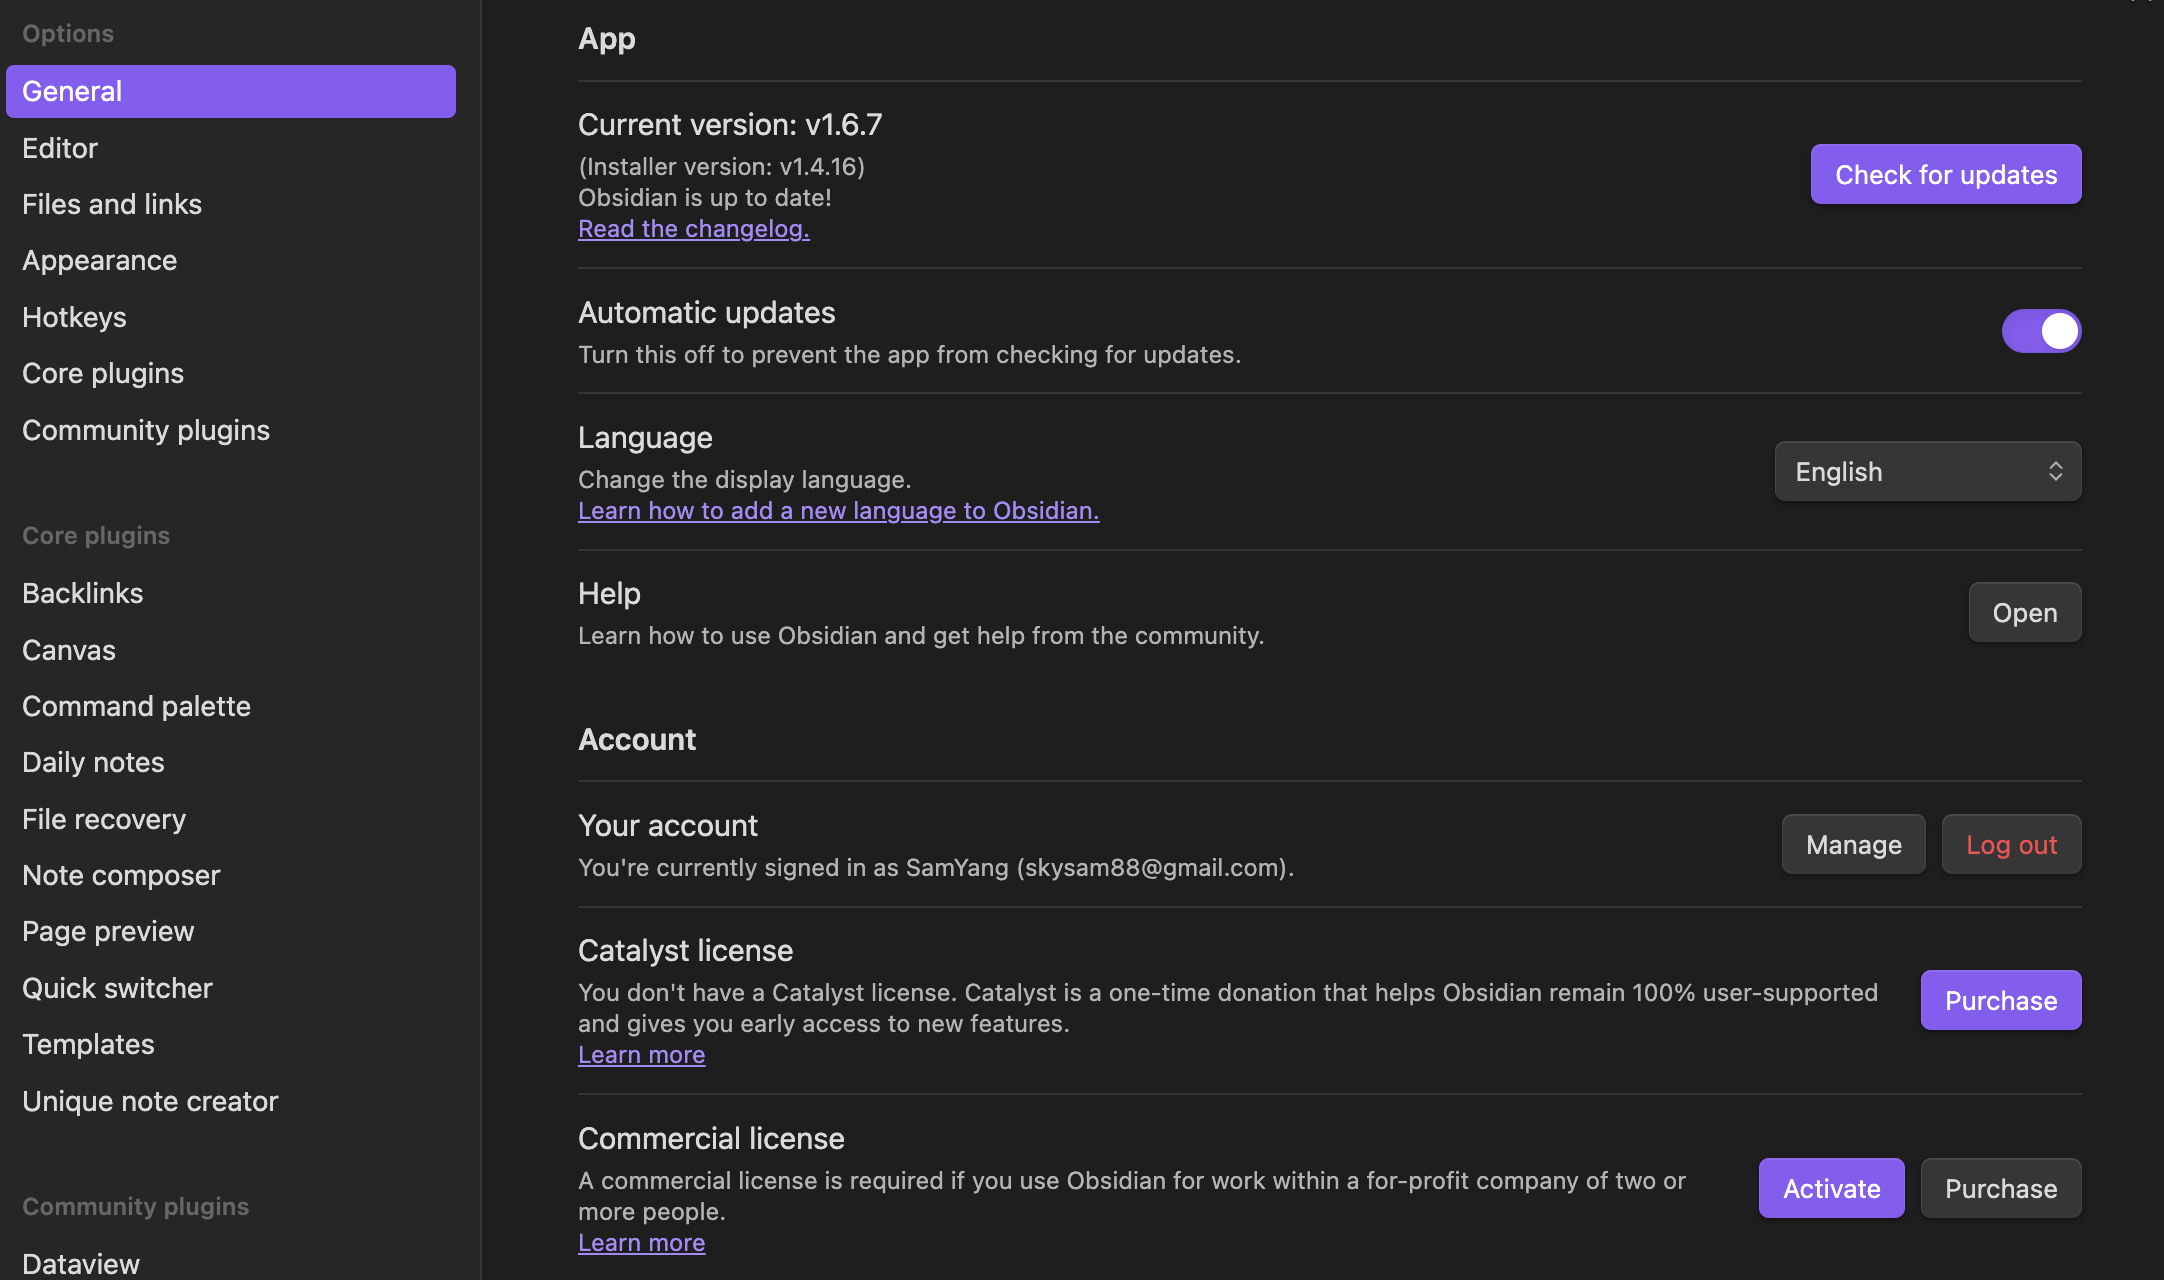 Options
General
Editor
Files and links
Appearance
Hotkeys
Core plugins
Community plugins
Core plugins
Backlinks
Canvas
Command palette
Daily notes
File recovery
Note composer
Page preview
Quick switcher
Templates
Unique note creator
Community plugins
Dataview
App
Current version: v1.6.7
(Installer version: v1.4.16)
Obsidian is up to date!
Read the changelog.
Check for updates
Automatic updates
Turn this off to prevent the app from checking for updates.
Language
Change the display language.
Learn how to add a new language to Obsidian.
English
Help
Learn how to use Obsidian and get help from the community.
Open
Account
Your account
You're currently signed in as SamYang (skysam88@gmail.com).
Manage
Log out
Catalyst license
You don't have a Catalyst license. Catalyst is a one-time donation that helps Obsidian remain 100% user-supported
and gives you early access to new features.
Learn more
Purchase
Commercial license
A commercial license is required if you use Obsidian for work within a for-profit company of two or
more people.
Learn more
Activate
Purchase